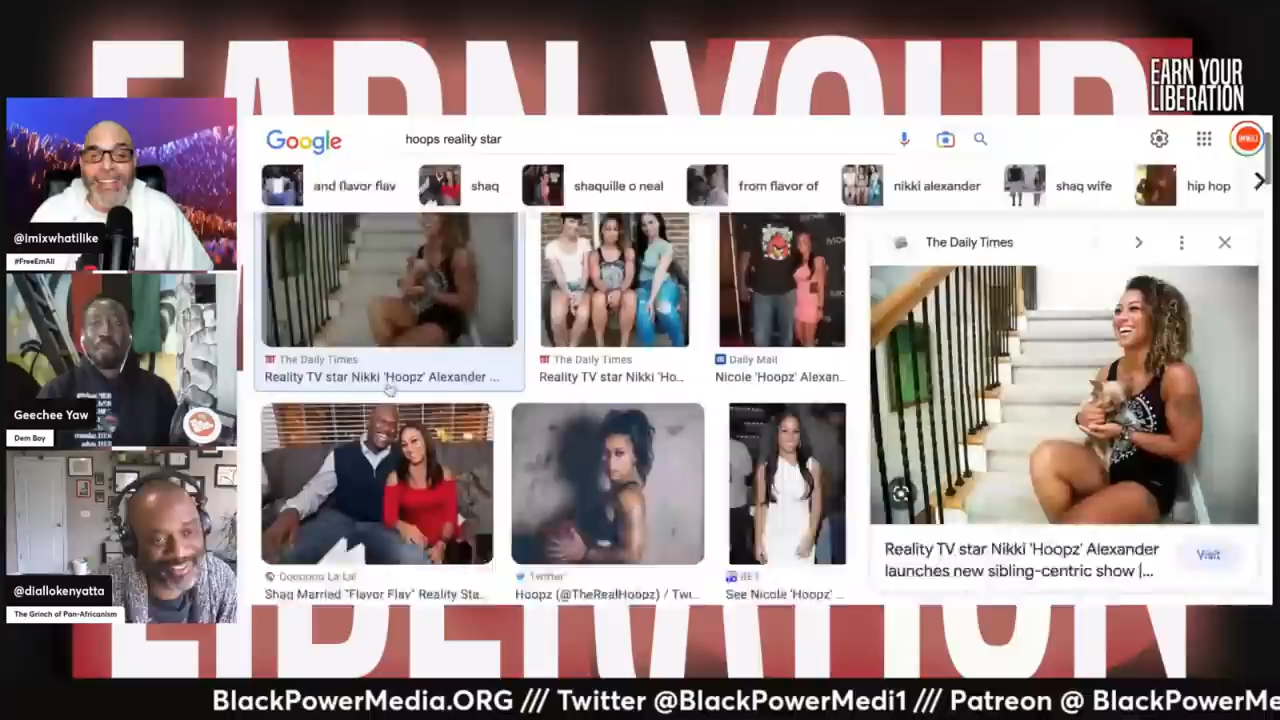 EARN YOUR
LIBERATION
EARN YOUR
LIBERATION
@imixwhatilike
#FreeEmAll
Geechee Yaw
Dem Boy
@diallokenyatta
The Grinch of Pan-Africanism
Google
hoops reality star
and flavor flav
shaq
shaquille o neal
from flavor of
nikki alexander
shaq wife
hip hop
The Daily Times
Reality TV star Nikki 'Hoopz' Alexander ...
The Daily Times
Reality TV star Nikki 'Ho...
Daily Mail
Nicole 'Hoopz' Alexan...
Shaq Married "Flavor Flav" Reality Sta...
Twitter
Hoopz (@TheRealHoopz) / Twi...
BET
See Nicole 'Hoopz' ...
The Daily Times
Reality TV star Nikki 'Hoopz' Alexander
launches new sibling-centric show |...
Visit
BlackPowerMedia.ORG /// Twitter @BlackPowerMedi1 /// Patreon @ BlackPowerMe